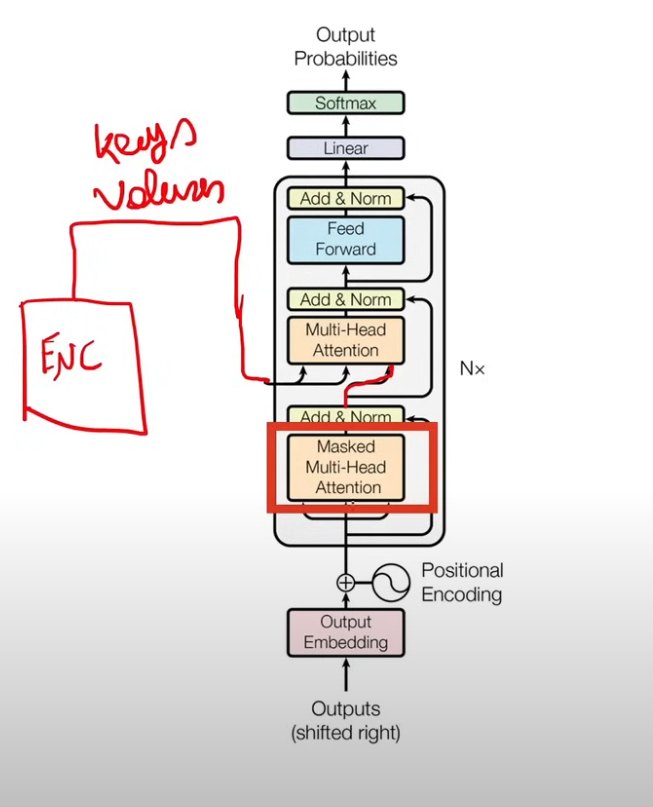 Output
Probabilities
Softmax
Linear
keys
Values
Add & Norm
Feed
Forward
Add & Norm
Multi-Head
Attention
ENC
N×
Add & Norm
Masked
Multi-Head
Attention
Positional
Encoding
Output
Embedding
Outputs
(shifted right)